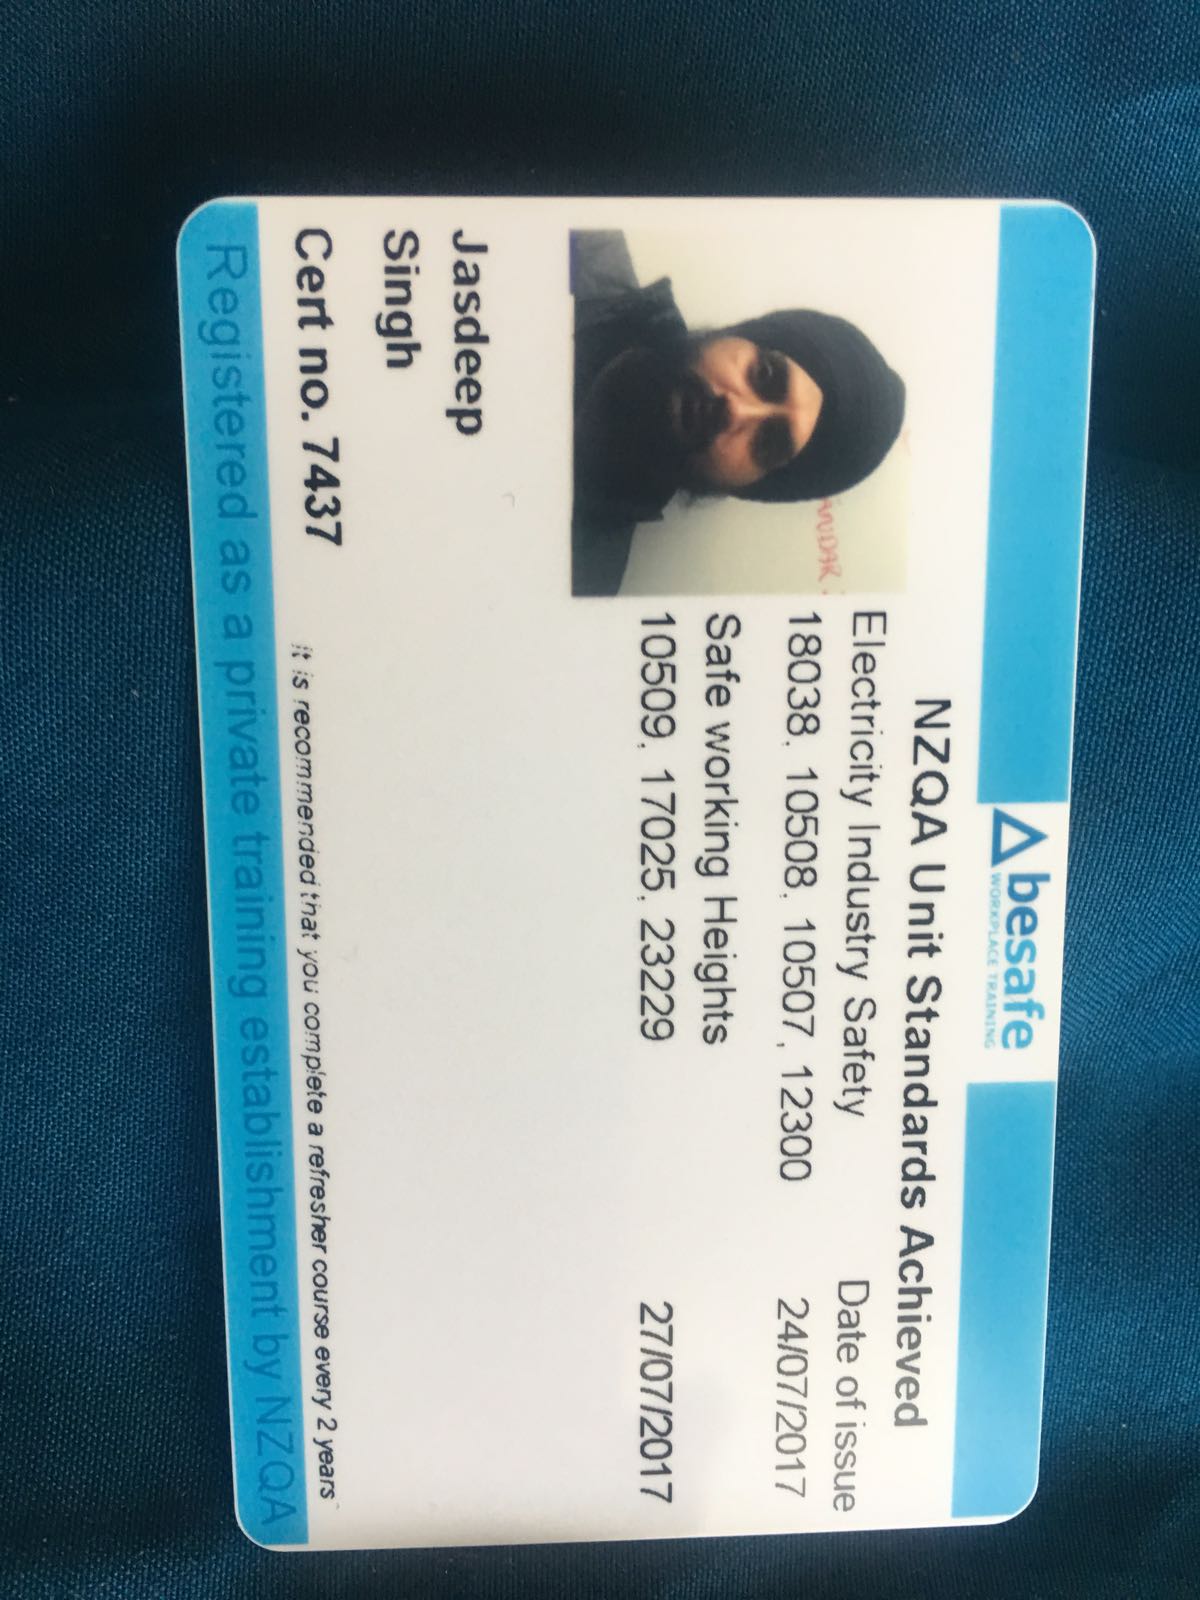 besafe
WORKPLACE TRAINING
NZQA Unit Standards Achieved
Electricity Industry Safety Date of issue
18038, 10508, 10507, 12300 24/07/2017
Safe working Heights
10509, 17025, 23229 27/07/2017
Jasdeep
Singh
Cert no. 7437
it is recommended that you complete a refresher course every 2 years
Registered as a private training establishment by NZQA